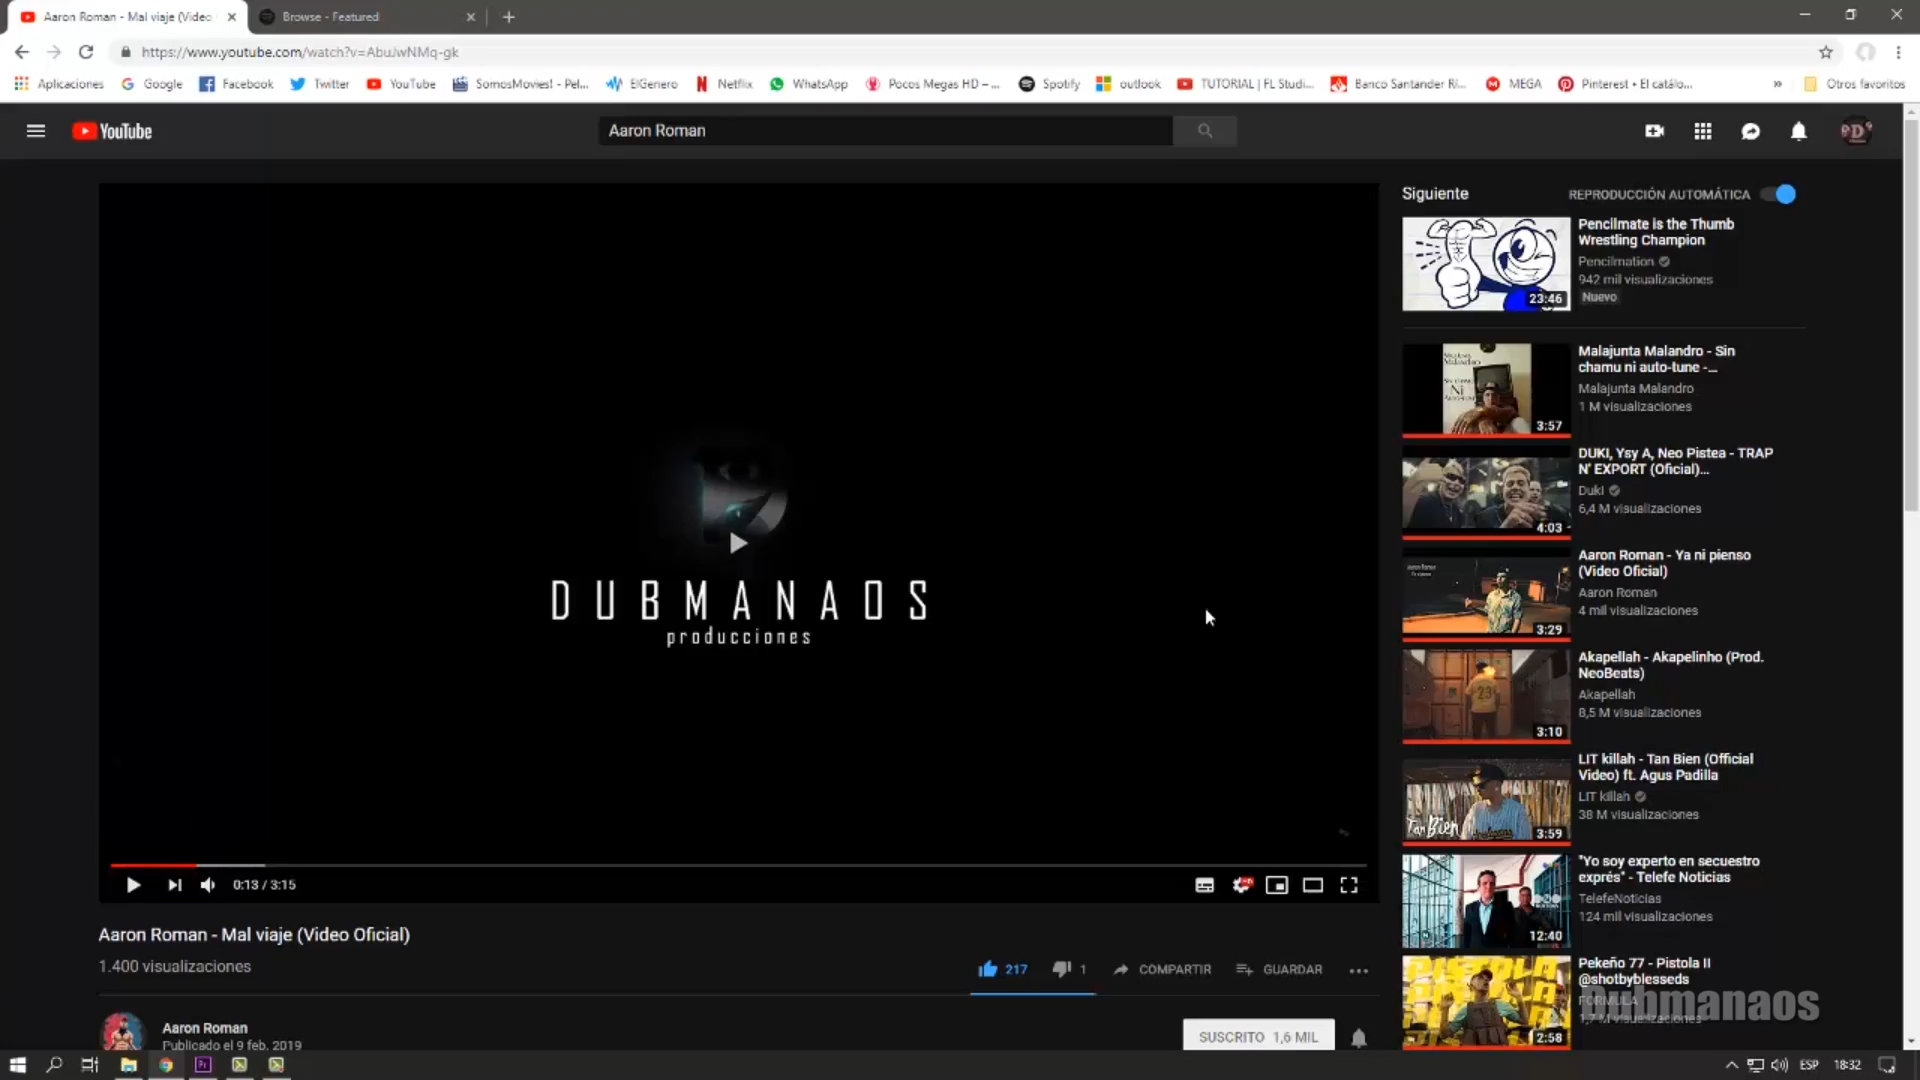 Aaron Roman - Mal viaje (Video
Browse - Featured
https://www.youtube.com/watch?v=AbuJwNMq-gk
Aplicaciones
Google
Facebook
Twitter
YouTube
SomosMovies! - Pel...
ElGenero
Netflix
WhatsApp
Pocos Megas HD – ...
Spotify
outlook
TUTORIAL | FL Studi...
Banco Santander Ri...
MEGA
Pinterest • El catálo...
»
Otros favoritos
YouTube
Aaron Roman
DUBMANAOS
producciones
0:13 / 3:15
Aaron Roman - Mal viaje (Video Oficial)
1.400 visualizaciones
217
1
COMPARTIR
GUARDAR
Aaron Roman
Publicado el 9 feb. 2019
SUSCRITO 1,6 MIL
Siguiente
REPRODUCCIÓN AUTOMÁTICA
23:46
Pencilmate is the Thumb
Wrestling Champion
Pencilmation
942 mil visualizaciones
Nuevo
3:57
Malajunta Malandro - Sin
chamu ni auto-tune -...
Malajunta Malandro
1 M visualizaciones
4:03
DUKI, Ysy A, Neo Pistea - TRAP
N' EXPORT (Oficial)...
Duki
6,4 M visualizaciones
3:29
Aaron Roman - Ya ni pienso
(Video Oficial)
Aaron Roman
4 mil visualizaciones
23
3:10
Akapellah - Akapelinho (Prod.
NeoBeats)
Akapellah
8,5 M visualizaciones
Tan Bien
3:59
LIT killah - Tan Bien (Official
Video) ft. Agus Padilla
LIT killah
38 M visualizaciones
12:40
"Yo soy experto en secuestro
exprés" - Telefe Noticias
TelefeNoticias
124 mil visualizaciones
2:58
Pekeño 77 - Pistola II
@shotbyblesseds
FORMULA
1,7 M visualizaciones
Dubmanaos
ESP
18:32